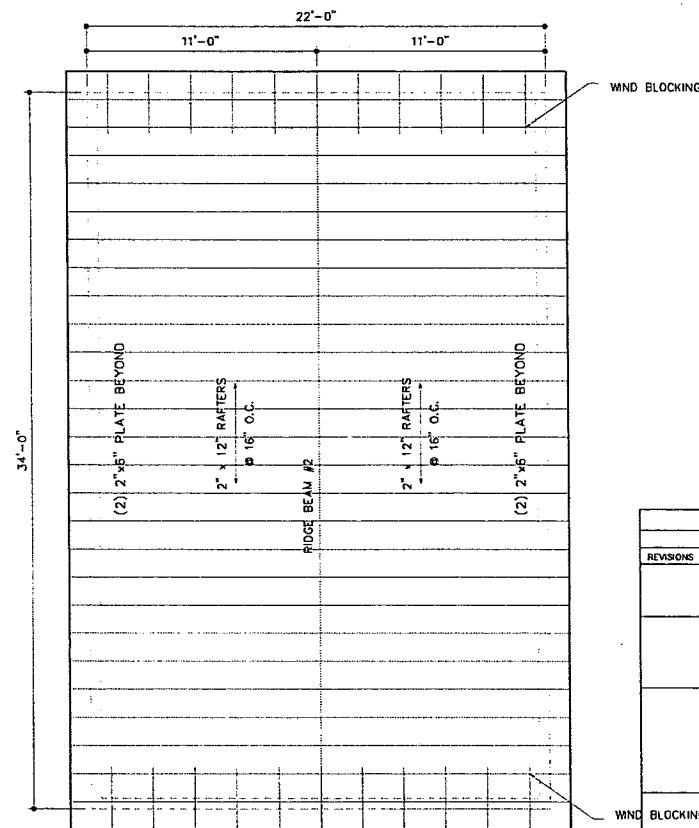 22'-0"
11'-0"
11'-0"
WIND BLOCKING
34'-0"
(2) 2"x6" PLATE BEYOND
2" x 12" RAFTERS
@ 16" O.C.
RIDGE BEAM #2
2" x 12" RAFTERS
@ 16" O.C.
(2) 2"x6" PLATE BEYOND
REVISIONS
WIND BLOCKING